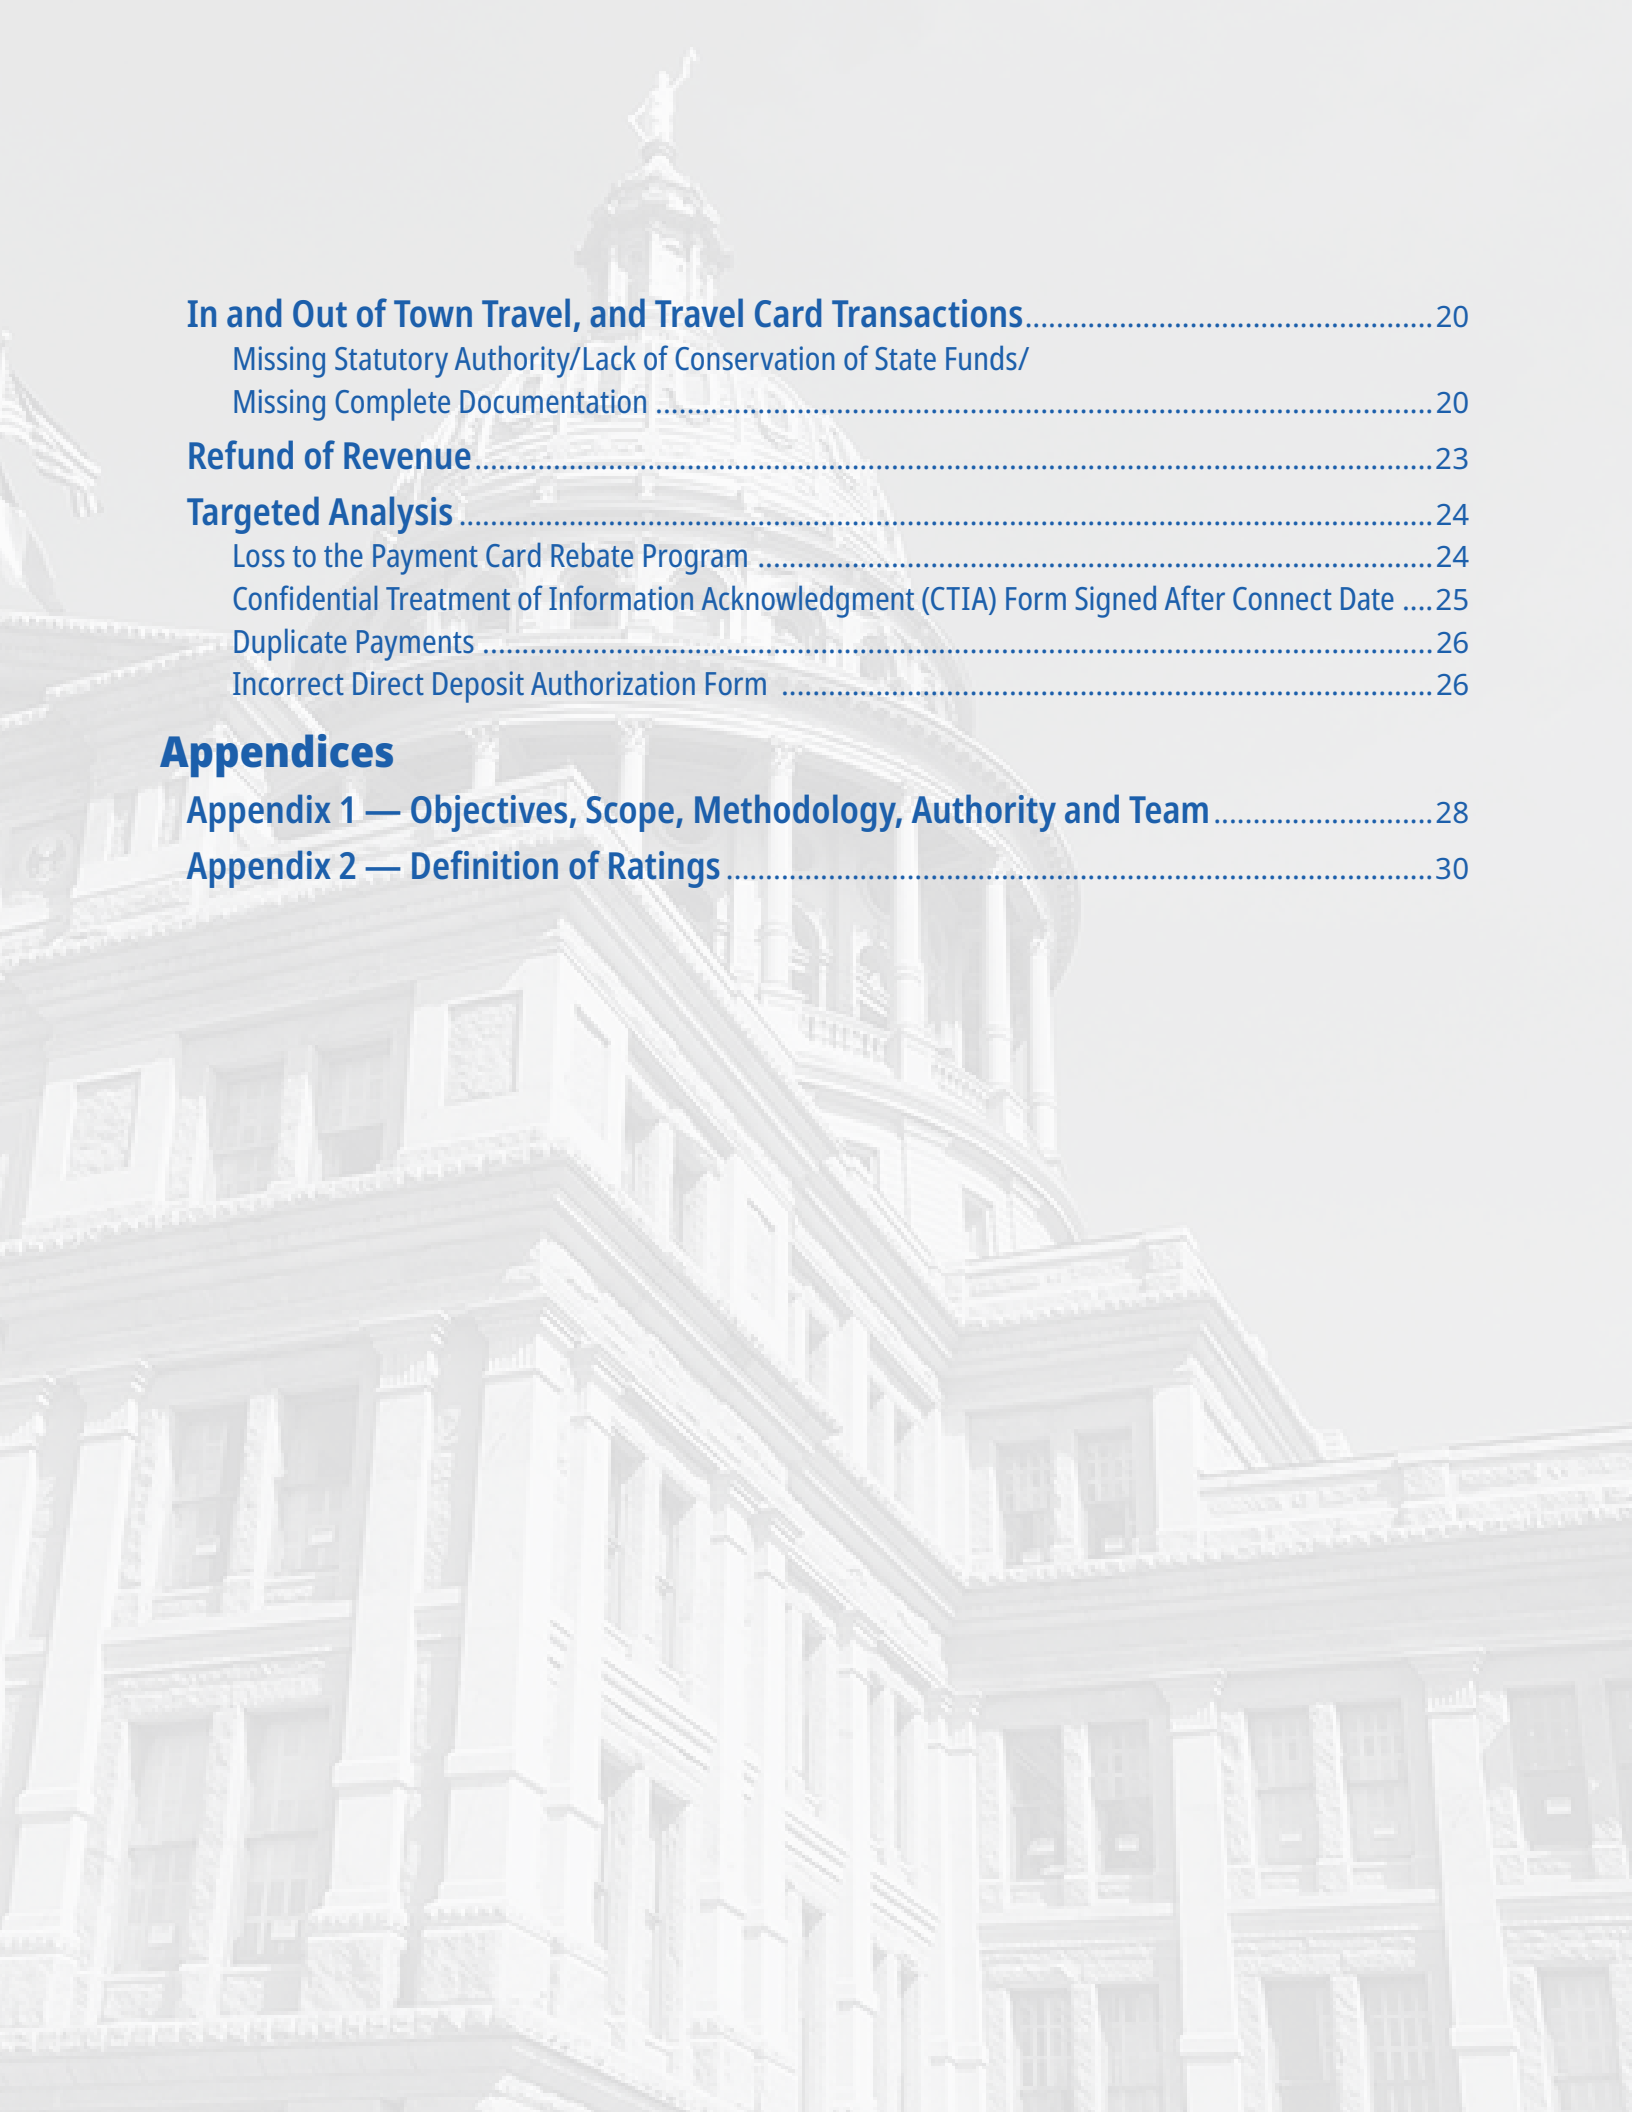 In and Out of Town Travel, and Travel Card Transactions.......................................................20
Missing Statutory Authority/Lack of Conservation of State Funds/
Missing Complete Documentation .......................................................20
Refund of Revenue.......................................................23
Targeted Analysis .......................................................24
Loss to the Payment Card Rebate Program .......................................................24
Confidential Treatment of Information Acknowledgment (CTIA) Form Signed After Connect Date ....25
Duplicate Payments .......................................................26
Incorrect Direct Deposit Authorization Form .......................................................26
Appendices
Appendix 1 — Objectives, Scope, Methodology, Authority and Team............................28
Appendix 2 — Definition of Ratings .......................................................30